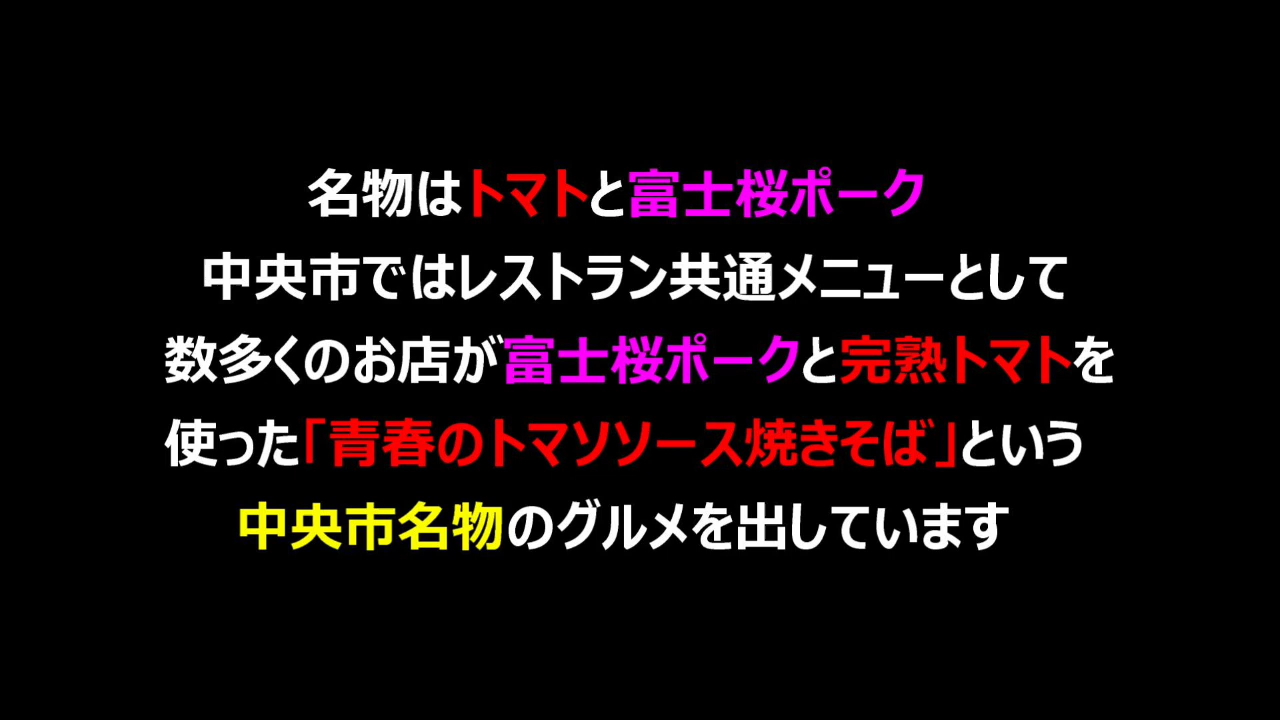 名物はトマトと富士桜ポーク
中央市ではレストラン共通メニューとして
数多くのお店が富士桜ポークと完熟トマトを
使った「青春のトマソソース焼きそば」という
中央市名物のグルメを出しています